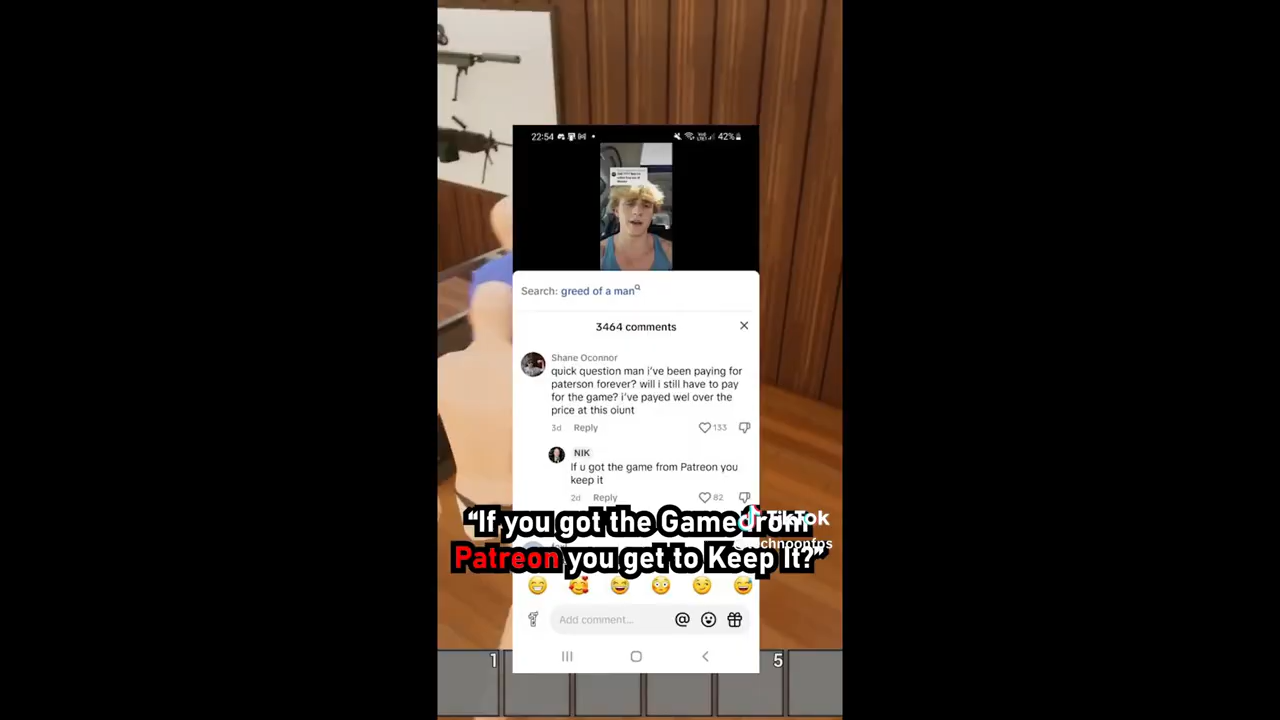 22:54
42%
Search: greed of a man
3464 comments
Shane Oconnor
quick question man i've been paying for
paterson forever? will i still have to pay
for the game? i've payed wel over the
price at this oiunt
3d Reply 133
NIK
If u got the game from Patreon you
keep it
2d Reply 82
“If you got the Game from
Patreon you get to Keep It?”
TikTok
Add comment...
1
5